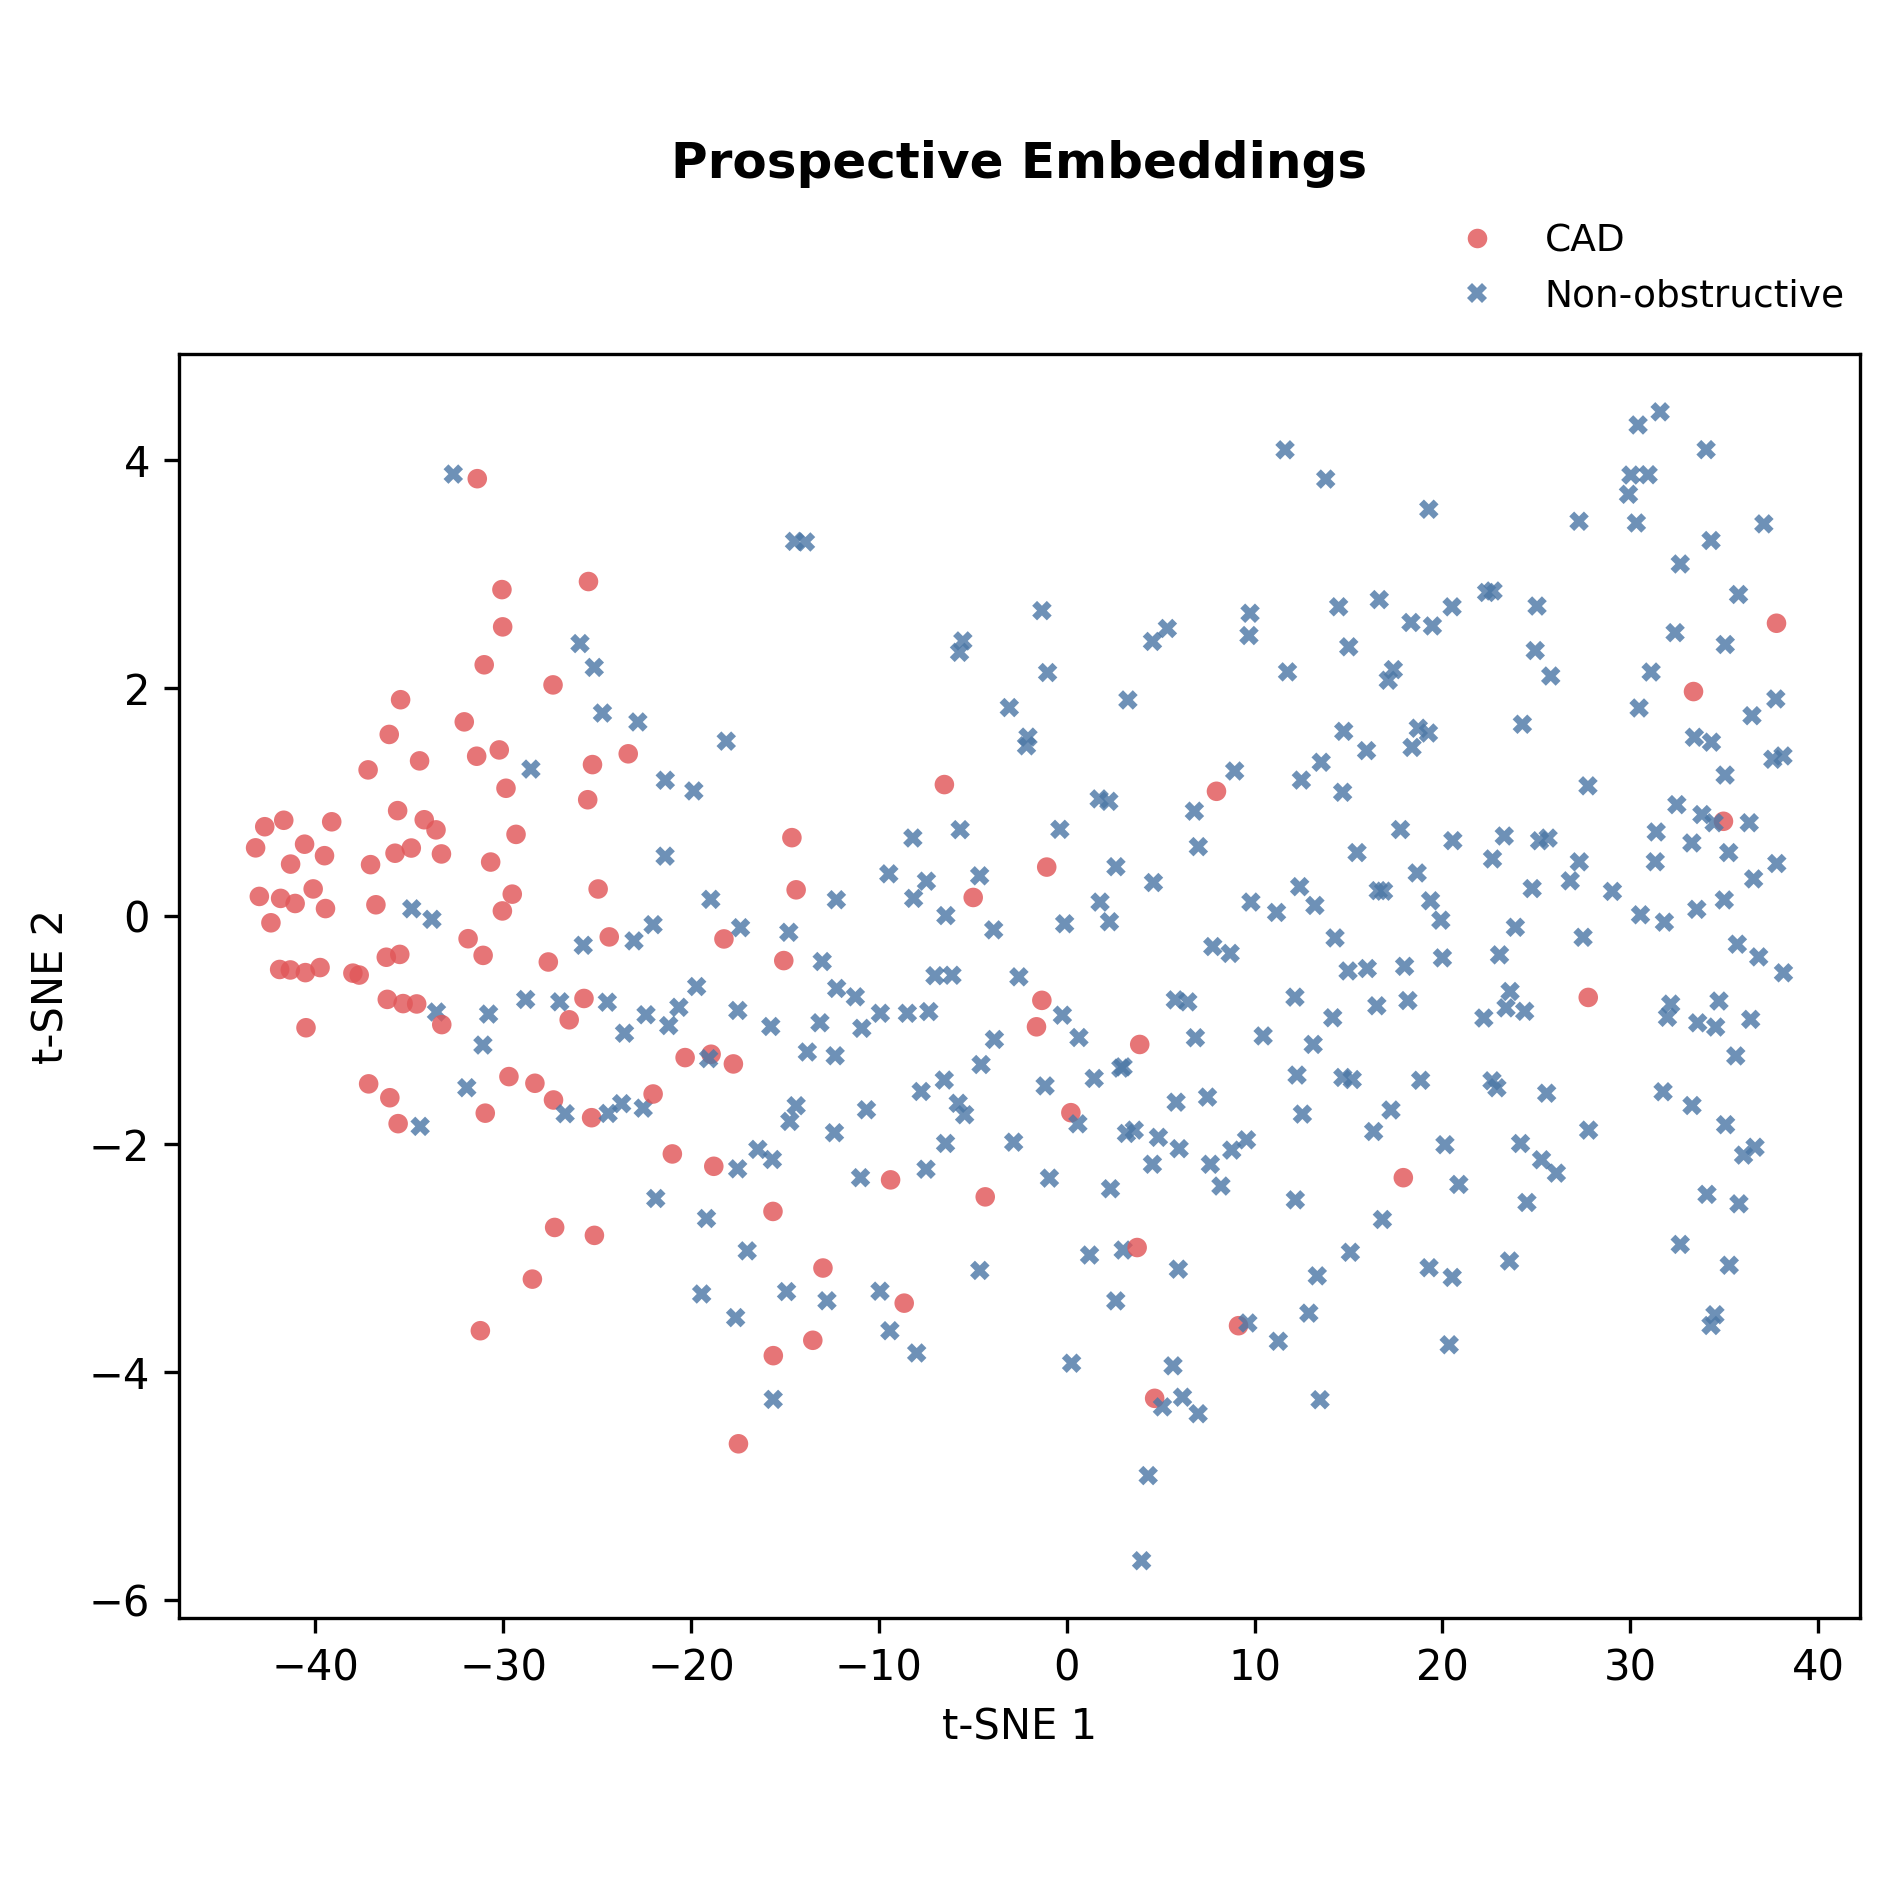 Prospective Embeddings
CAD
Non-obstructive
4
2
0
−2
−4
−6
t-SNE 2
−40 −30 −20 −10 0 10 20 30 40
t-SNE 1